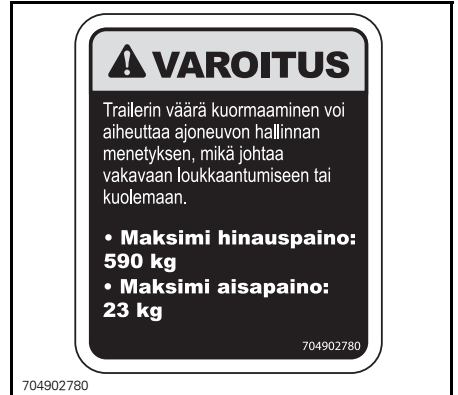 VAROITUS
Trailerin väärä kuormaaminen voi
aiheuttaa ajoneuvon hallinnan
menetyksen, mikä johtaa
vakavaan loukkaantumiseen tai
kuolemaan.
• Maksimi hinauspaino:
590 kg
• Maksimi aisapaino:
23 kg
704902780
704902780